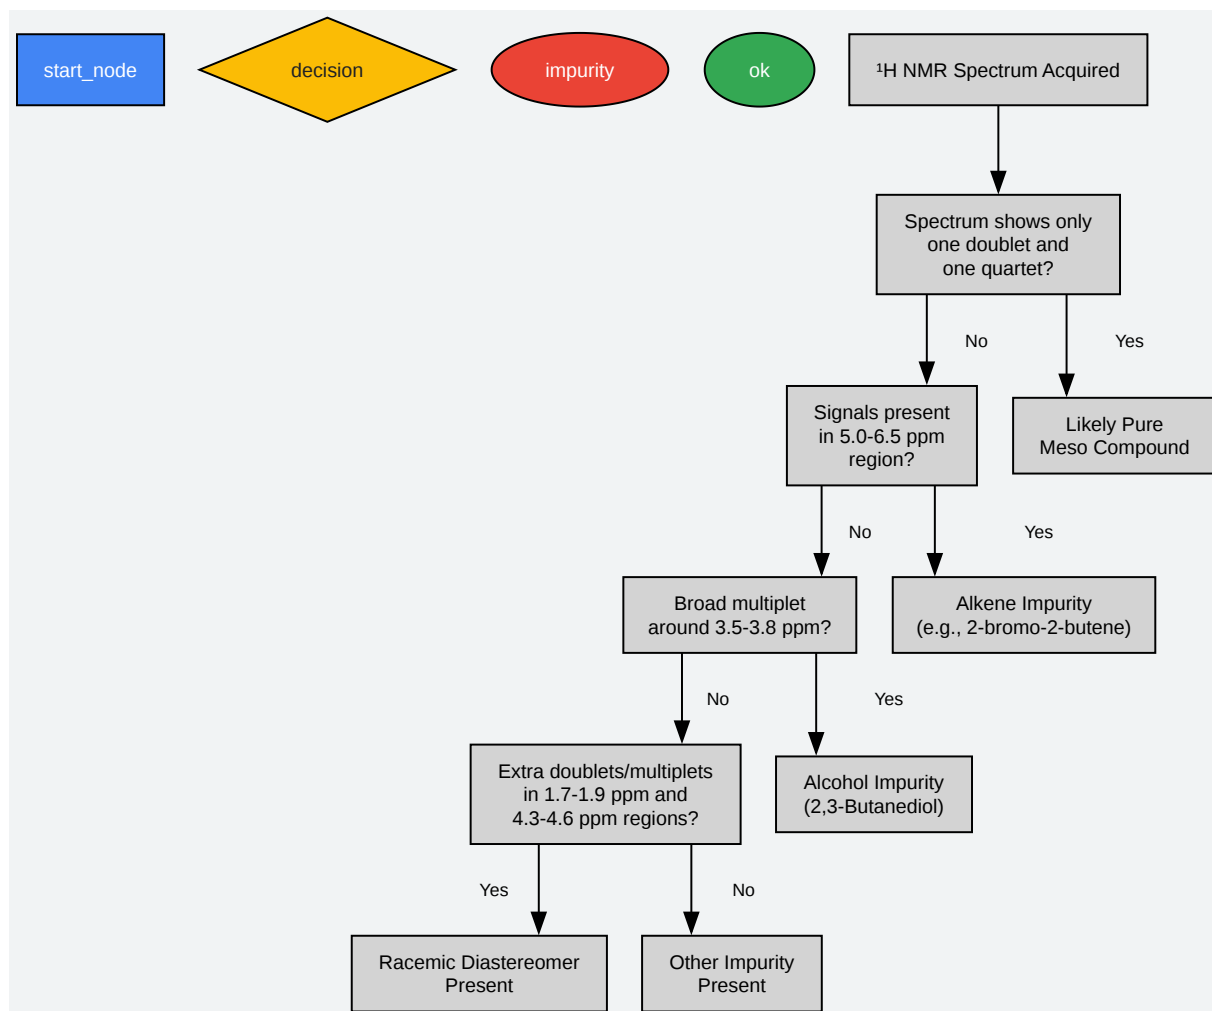 start_node
decision
impurity
ok
¹H NMR Spectrum Acquired
Spectrum shows only
one doublet and
one quartet?
No
Yes
Signals present
in 5.0-6.5 ppm
region?
Likely Pure
Meso Compound
No
Yes
Broad multiplet
around 3.5-3.8 ppm?
Alkene Impurity
(e.g., 2-bromo-2-butene)
No
Yes
Extra doublets/multiplets
in 1.7-1.9 ppm and
4.3-4.6 ppm regions?
Alcohol Impurity
(2,3-Butanediol)
Yes
No
Racemic Diastereomer
Present
Other Impurity
Present